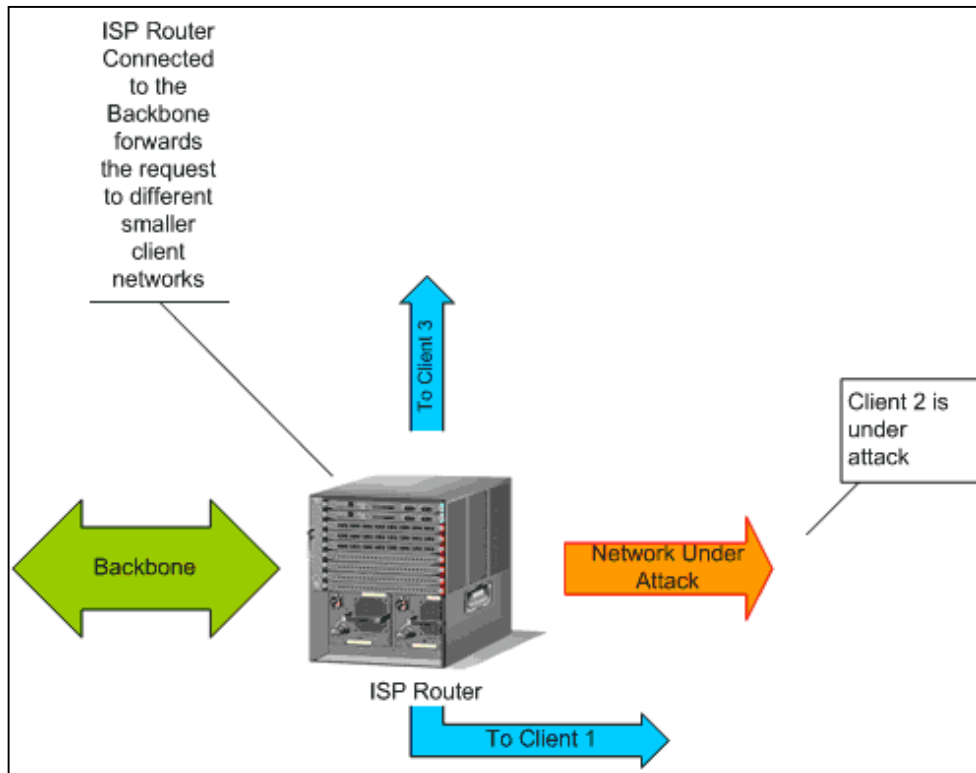 ISP Router
Connected
to the
Backbone
forwards
the request
to different
smaller
client
networks
To Client 3
Client 2 is
under
attack
Backbone
Network Under
Attack
ISP Router
To Client 1